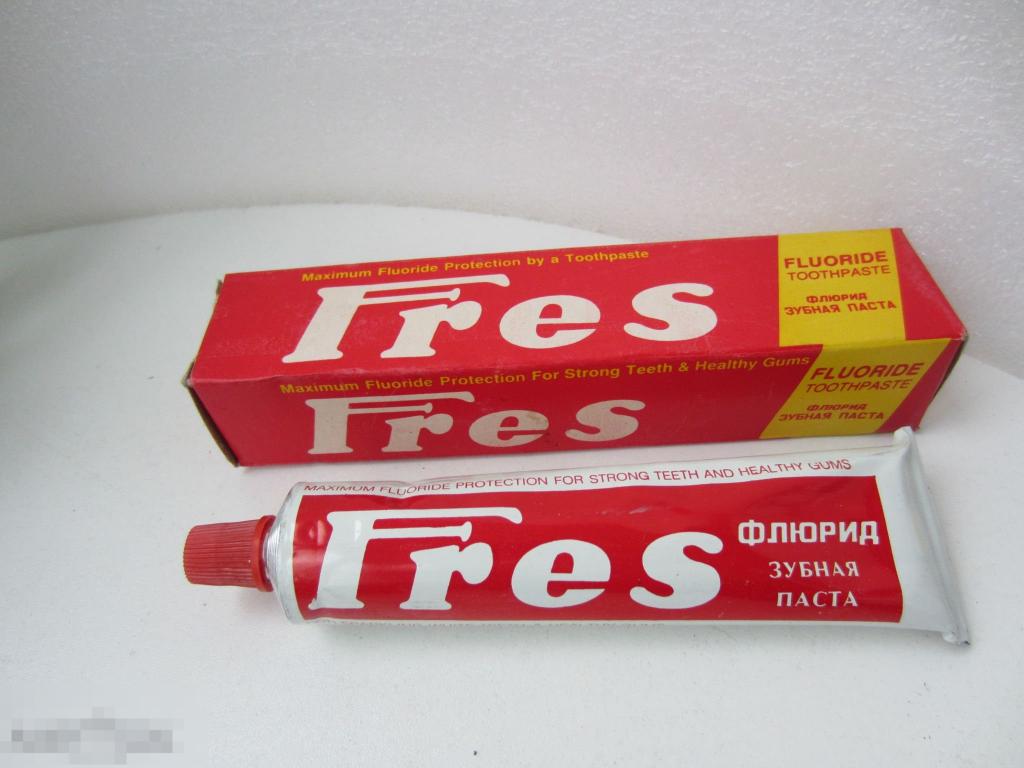 Maximum Fluoride Protection by a Toothpaste
Fres
FLUORIDE
TOOTHPASTE
ФЛЮРИД
ЗУБНАЯ ПАСТА
Maximum Fluoride Protection For Strong Teeth & Healthy Gums
Fres
FLUORIDE
TOOTHPASTE
ФЛЮРИД
ЗУБНАЯ ПАСТА
MAXIMUM FLUORIDE PROTECTION FOR STRONG TEETH AND HEALTHY GUMS
Fres
ФЛЮРИД
ЗУБНАЯ
ПАСТА